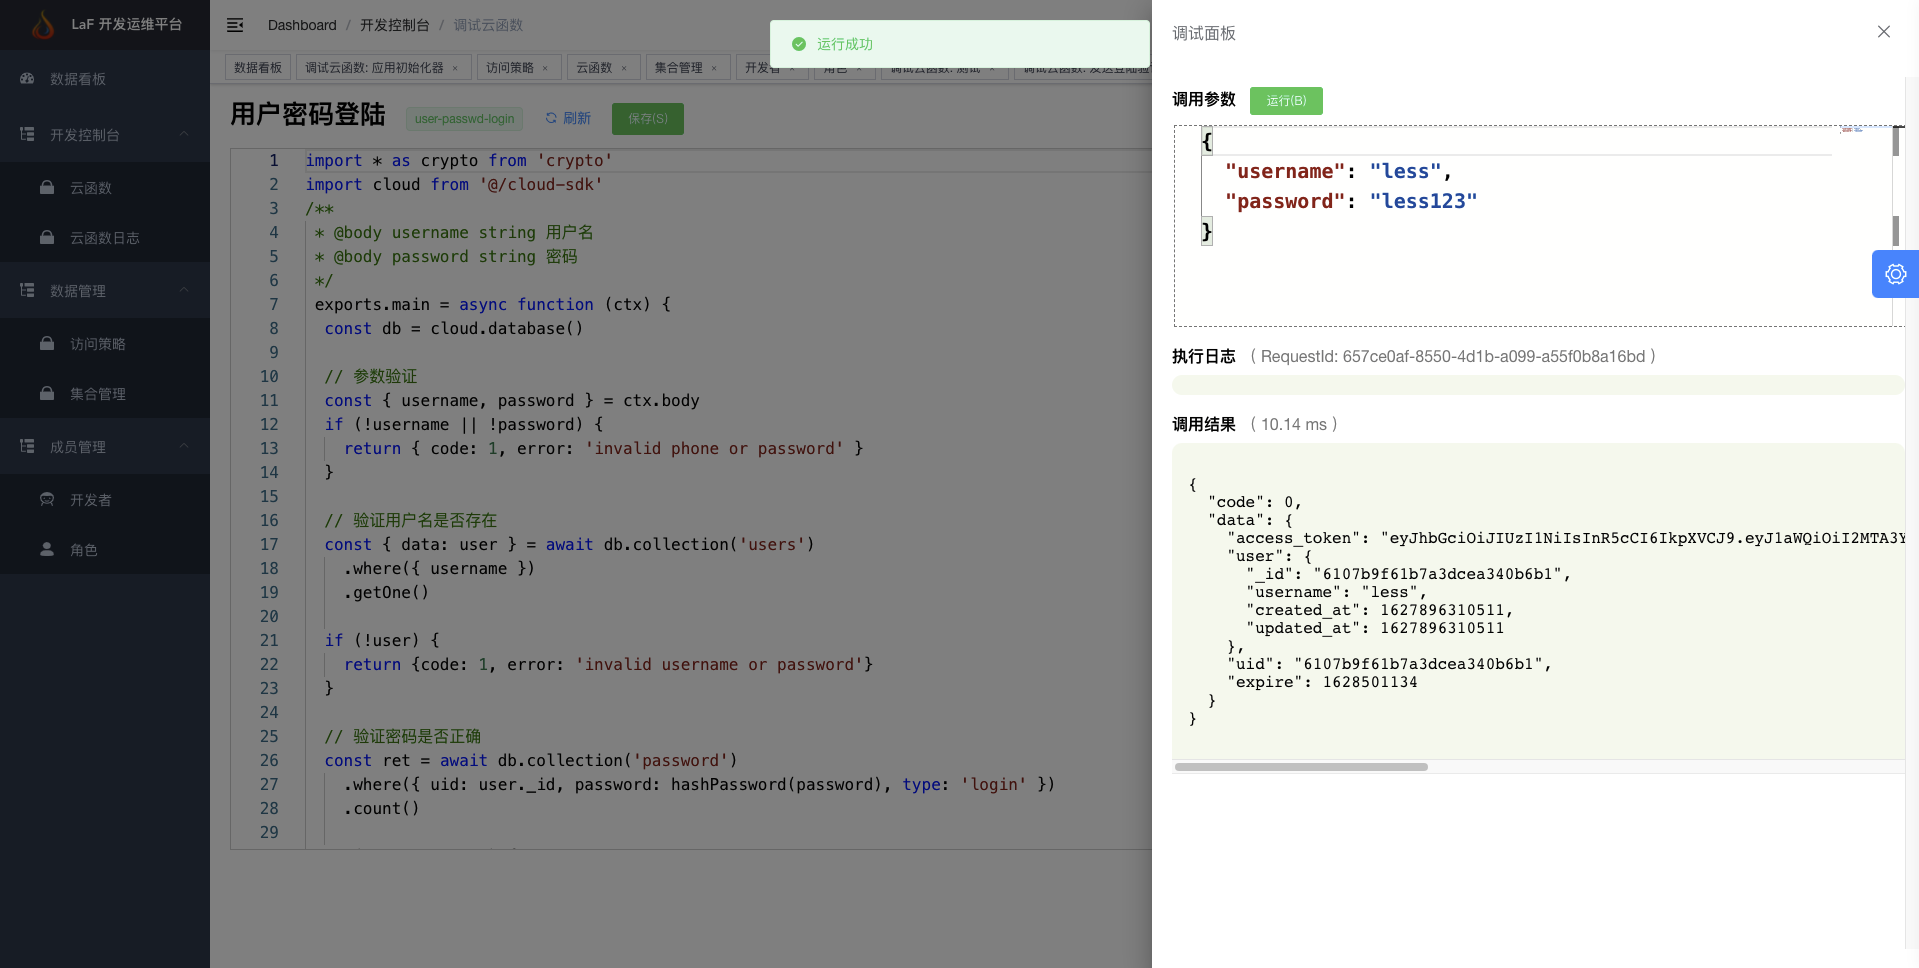 LaF 开发运维平台
数据看板
开发控制台
云函数
云函数日志
数据管理
访问策略
集合管理
成员管理
开发者
角色
Dashboard / 开发控制台 / 调试云函数
运行成功
数据看板
调试云函数: 应用初始化器 ×
访问策略 ×
云函数 ×
集合管理 ×
用户密码登陆
user-passwd-login
刷新
保存(S)
1 import * as crypto from 'crypto'
2 import cloud from '@/cloud-sdk'
3 /**
4 * @body username string 用户名
5 * @body password string 密码
6 */
7 exports.main = async function (ctx) {
8 const db = cloud.database()
9
10 // 参数验证
11 const { username, password } = ctx.body
12 if (!username || !password) {
13 return { code: 1, error: 'invalid phone or password' }
14 }
15
16 // 验证用户名是否存在
17 const { data: user } = await db.collection('users')
18 .where({ username })
19 .getOne()
20
21 if (!user) {
22 return {code: 1, error: 'invalid username or password'}
23 }
24
25 // 验证密码是否正确
26 const ret = await db.collection('password')
27 .where({ uid: user._id, password: hashPassword(password), type: 'login' })
28 .count()
29
调试面板
调用参数
运行(B)
{
"username": "less",
"password": "less123"
}
执行日志 ( RequestId: 657ce0af-8550-4d1b-a099-a55f0b8a16bd )
调用结果 ( 10.14 ms )
{
"code": 0,
"data": {
"access_token": "eyJhbGciOiJIUzI1NiIsInR5cCI6IkpXVCJ9.eyJ1aWQiOiI2MTA3Y
"user": {
"_id": "6107b9f61b7a3dcea340b6b1",
"username": "less",
"created_at": 1627896310511,
"updated_at": 1627896310511
},
"uid": "6107b9f61b7a3dcea340b6b1",
"expire": 1628501134
}
}